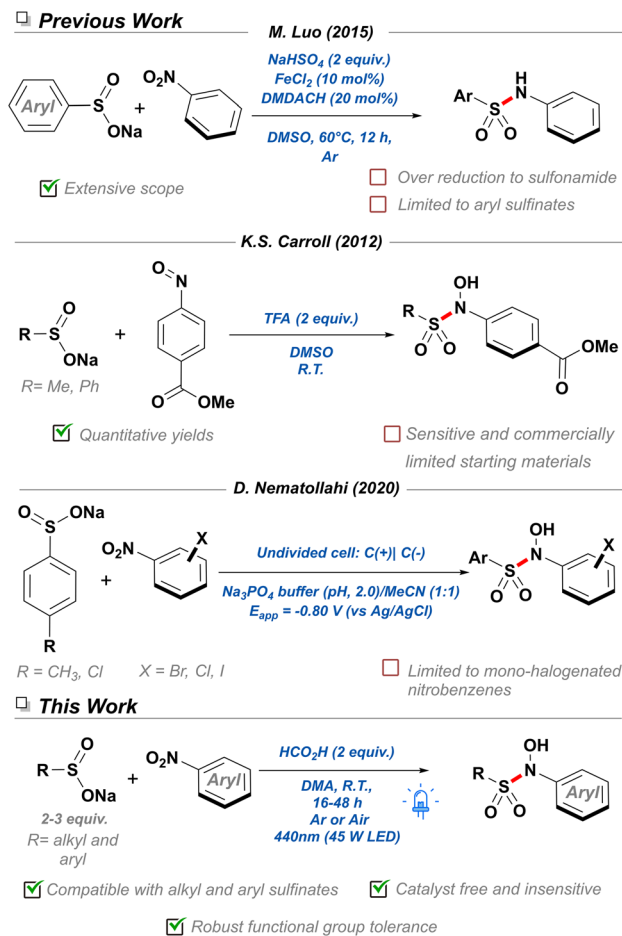 Previous Work
M. Luo (2015)
NaHSO4 (2 equiv.)
FeCl2 (10 mol%)
DMDACH (20 mol%)
DMSO, 60°C, 12 h,
Ar
Aryl
S
O
ONa
+
O2N
Ar
S
O O
H
N
Extensive scope
Over reduction to sulfonamide
Limited to aryl sulfinates
K.S. Carroll (2012)
R
S
O
ONa
R= Me, Ph
+
O
N
O
OMe
TFA (2 equiv.)
DMSO
R.T.
OH
R
N
S
O O
OMe
O
Quantitative yields
Sensitive and commercially
limited starting materials
D. Nematollahi (2020)
O
S
ONa
R
+
O2N
X
Undivided cell: C(+)| C(-)
Na3PO4 buffer (pH, 2.0)/MeCN (1:1)
Eapp = -0.80 V (vs Ag/AgCl)
OH
X
Ar
N
S
O O
R = CH3, Cl
X = Br, Cl, I
Limited to mono-halogenated
nitrobenzenes
This Work
O
R
S
ONa
2-3 equiv.
R= alkyl and
aryl
+
O2N
Aryl
HCO2H (2 equiv.)
DMA, R.T.,
16-48 h
Ar or Air
440nm (45 W LED)
OH
R
N
S
O O
Aryl
Compatible with alkyl and aryl sulfinates
Catalyst free and insensitive
Robust functional group tolerance